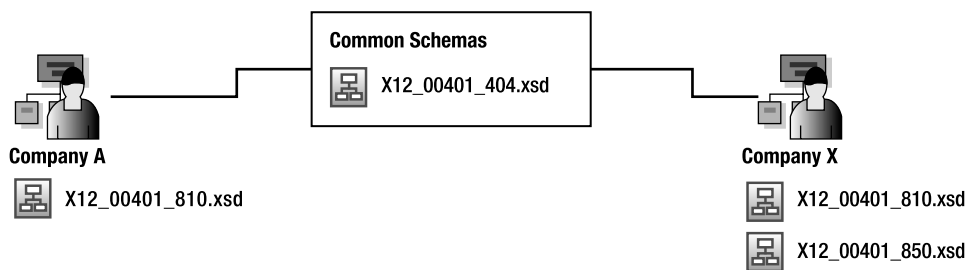 Common Schemas
X12_00401_404.xsd
Company A
X12_00401_810.xsd
Company X
X12_00401_810.xsd
X12_00401_850.xsd